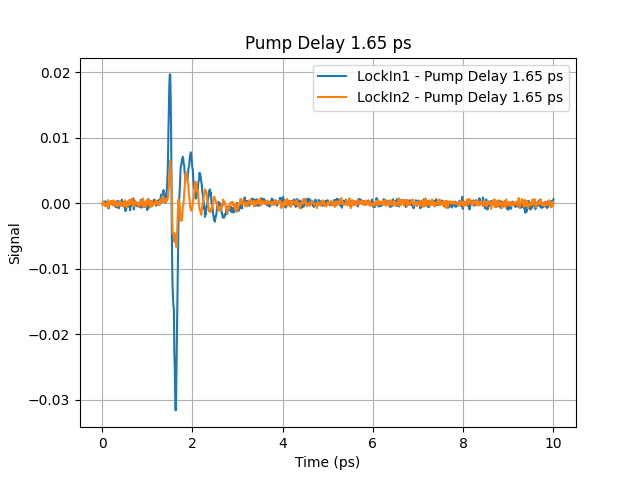 Pump Delay 1.65 ps
LockIn1 - Pump Delay 1.65 ps
LockIn2 - Pump Delay 1.65 ps
0.02
0.01
0.00
−0.01
−0.02
−0.03
Signal
0 2 4 6 8 10
Time (ps)